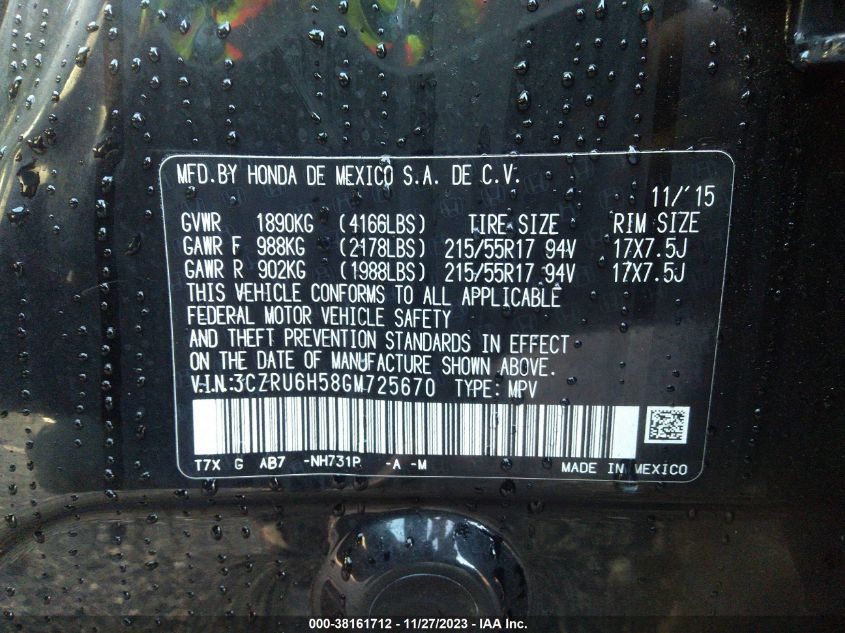 MFD.BY HONDA DE MEXICO S.A. DE C.V.
11/'15
GVWR 1890KG (4166LBS) TIRE SIZE RIM SIZE
GAWR F 988KG (2178LBS) 215/55R17 94V 17X7.5J
GAWR R 902KG (1988LBS) 215/55R17 94V 17X7.5J
THIS VEHICLE CONFORMS TO ALL APPLICABLE
FEDERAL MOTOR VEHICLE SAFETY
AND THEFT PREVENTION STANDARDS IN EFFECT
ON THE DATE OF MANUFACTURE SHOWN ABOVE.
V.I.N:3CZRU6H58GM725670 TYPE: MPV
T7X G AB7 -NH731P -A -M MADE IN MEXICO
000-38161712 - 11/27/2023 - IAA Inc.